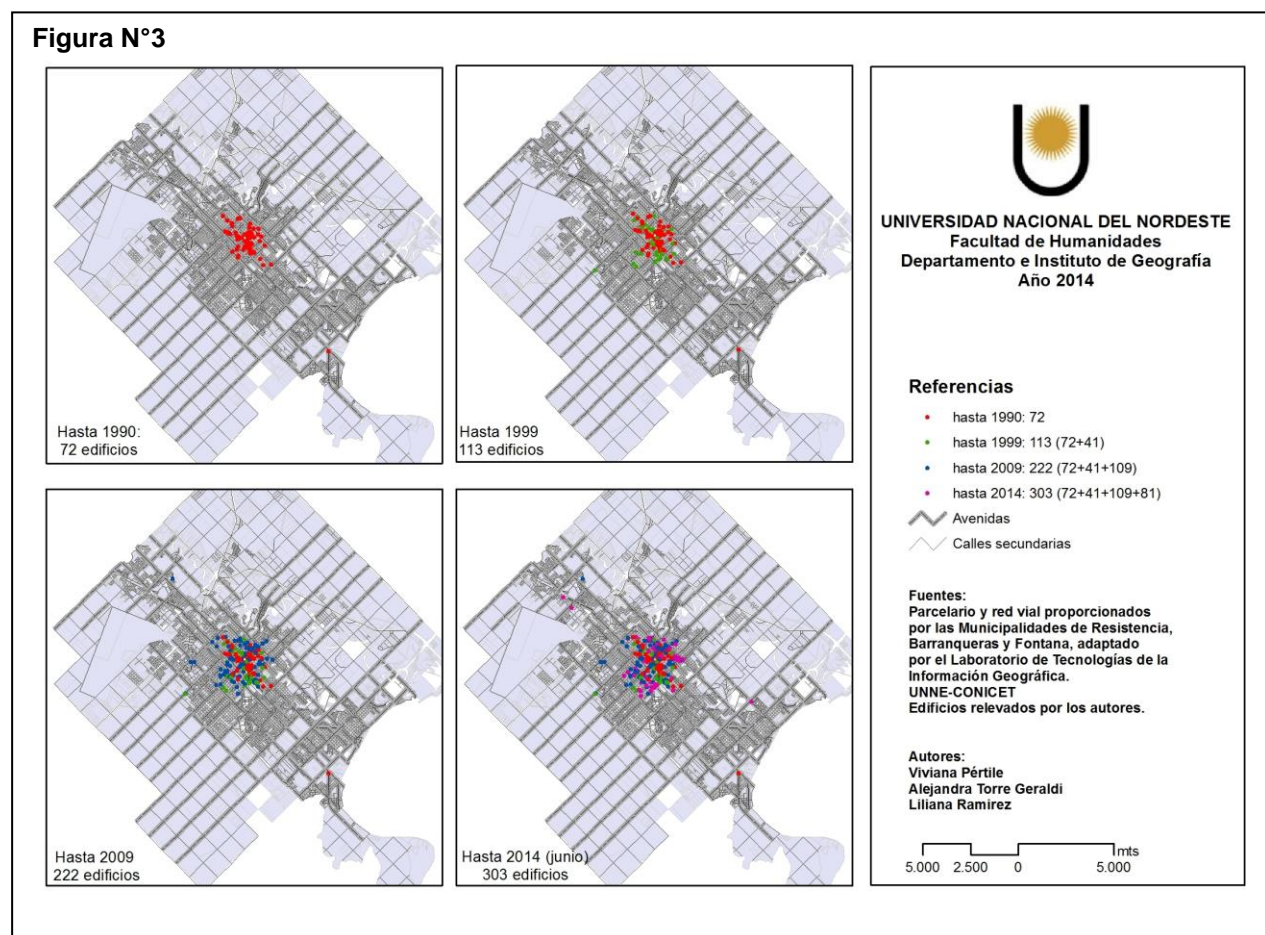 Figura N°3
Hasta 1990:
72 edificios
Hasta 1999
113 edificios
Hasta 2009
222 edificios
Hasta 2014 (junio)
303 edificios
UNIVERSIDAD NACIONAL DEL NORDESTE
Facultad de Humanidades
Departamento e Instituto de Geografía
Año 2014
Referencias
hasta 1990: 72
hasta 1999: 113 (72+41)
hasta 2009: 222 (72+41+109)
hasta 2014: 303 (72+41+109+81)
Avenidas
Calles secundarias
Fuentes:
Parcelario y red vial proporcionados
por las Municipalidades de Resistencia,
Barranqueras y Fontana, adaptado
por el Laboratorio de Tecnologías de la
Información Geográfica.
UNNE-CONICET
Edificios relevados por los autores.
Autores:
Viviana Pértile
Alejandra Torre Geraldi
Liliana Ramirez
mts
5.000 2.500 0 5.000